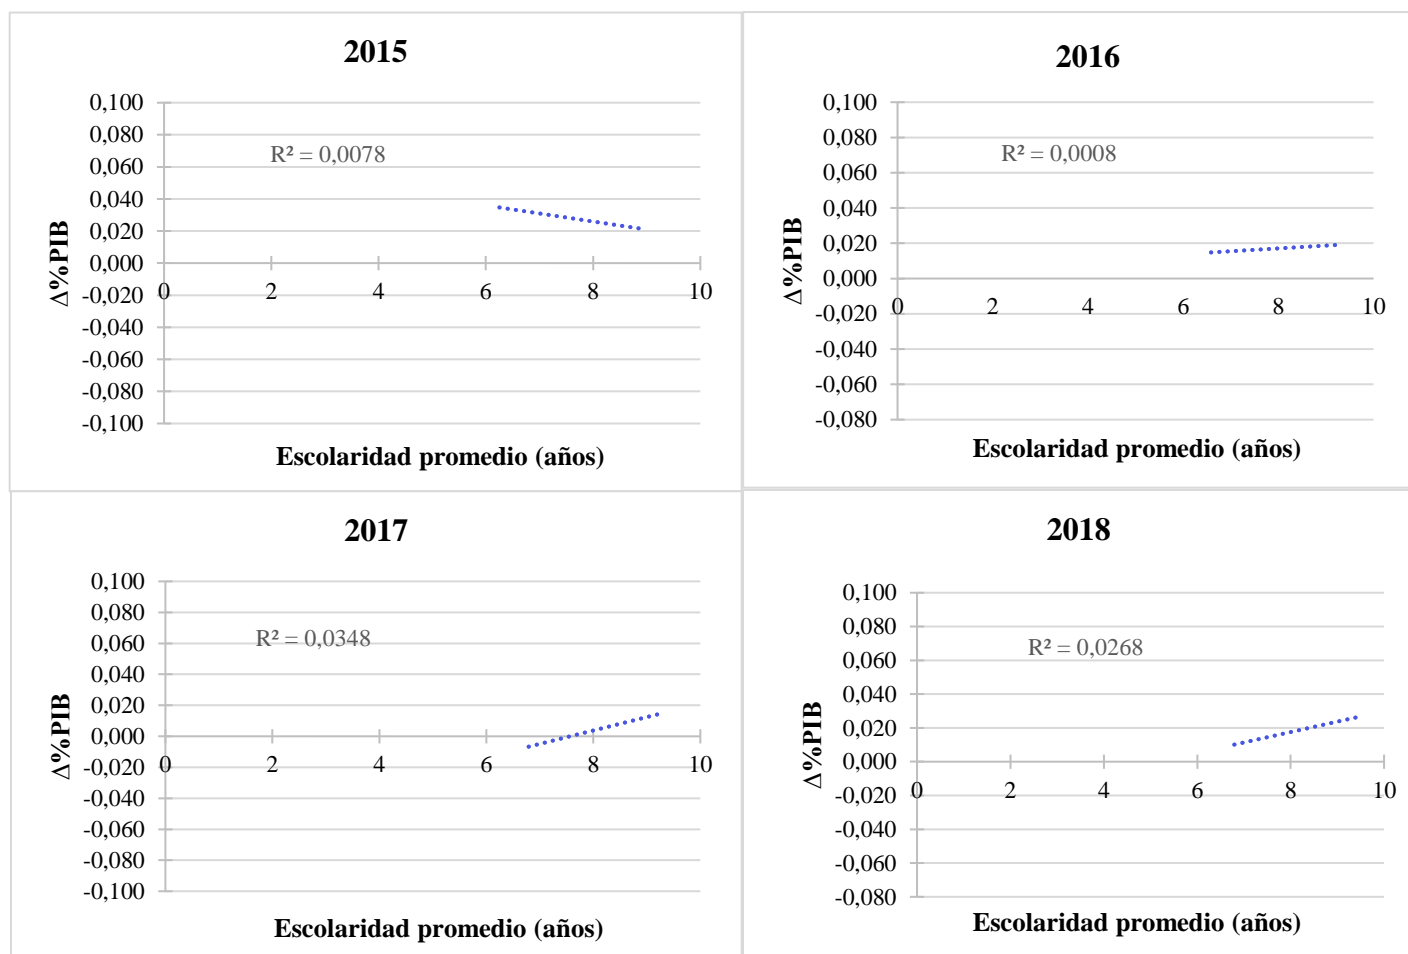 2015
0,100
0,080
0,060
0,040
0,020
0,000
-0,020
-0,040
-0,060
-0,080
-0,100
R² = 0,0078
0 2 4 6 8 10
Δ%PIB
Escolaridad promedio (años)
2016
0,100
0,080
0,060
0,040
0,020
0,000
-0,020
-0,040
-0,060
-0,080
R² = 0,0008
0 2 4 6 8 10
Δ%PIB
Escolaridad promedio (años)
2017
0,100
0,080
0,060
0,040
0,020
0,000
-0,020
-0,040
-0,060
-0,080
-0,100
R² = 0,0348
0 2 4 6 8 10
Δ%PIB
Escolaridad promedio (años)
2018
0,100
0,080
0,060
0,040
0,020
0,000
-0,020
-0,040
-0,060
-0,080
R² = 0,0268
0 2 4 6 8 10
Δ%PIB
Escolaridad promedio (años)